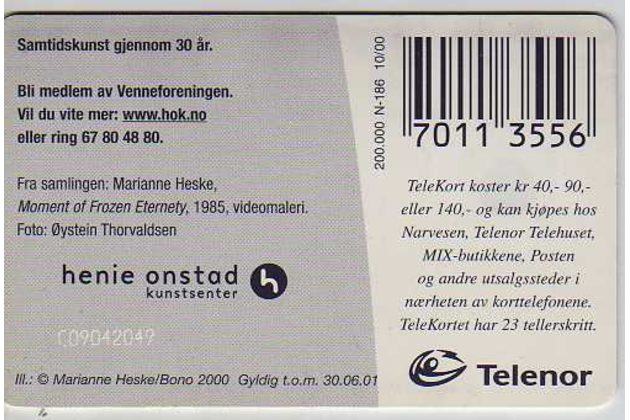 Samtidskunst gjennom 30 år.
Bli medlem av Venneforeningen.
Vil du vite mer: www.hok.no
eller ring 67 80 48 80.
Fra samlingen: Marianne Heske,
Moment of Frozen Eternety, 1985, videomaleri.
Foto: Øystein Thorvaldsen
henie onstad
kunstsenter
C09042049
Ill.: © Marianne Heske/Bono 2000 Gyldig t.o.m. 30.06.01
200.000 N-186 10/00
7011 3556
TeleKort koster kr 40,- 90,-
eller 140,- og kan kjøpes hos
Narvesen, Telenor Telehuset,
MIX-butikkene, Posten
og andre utsalgssteder i
nærheten av korttelefonene.
TeleKortet har 23 tellerskritt.
Telenor